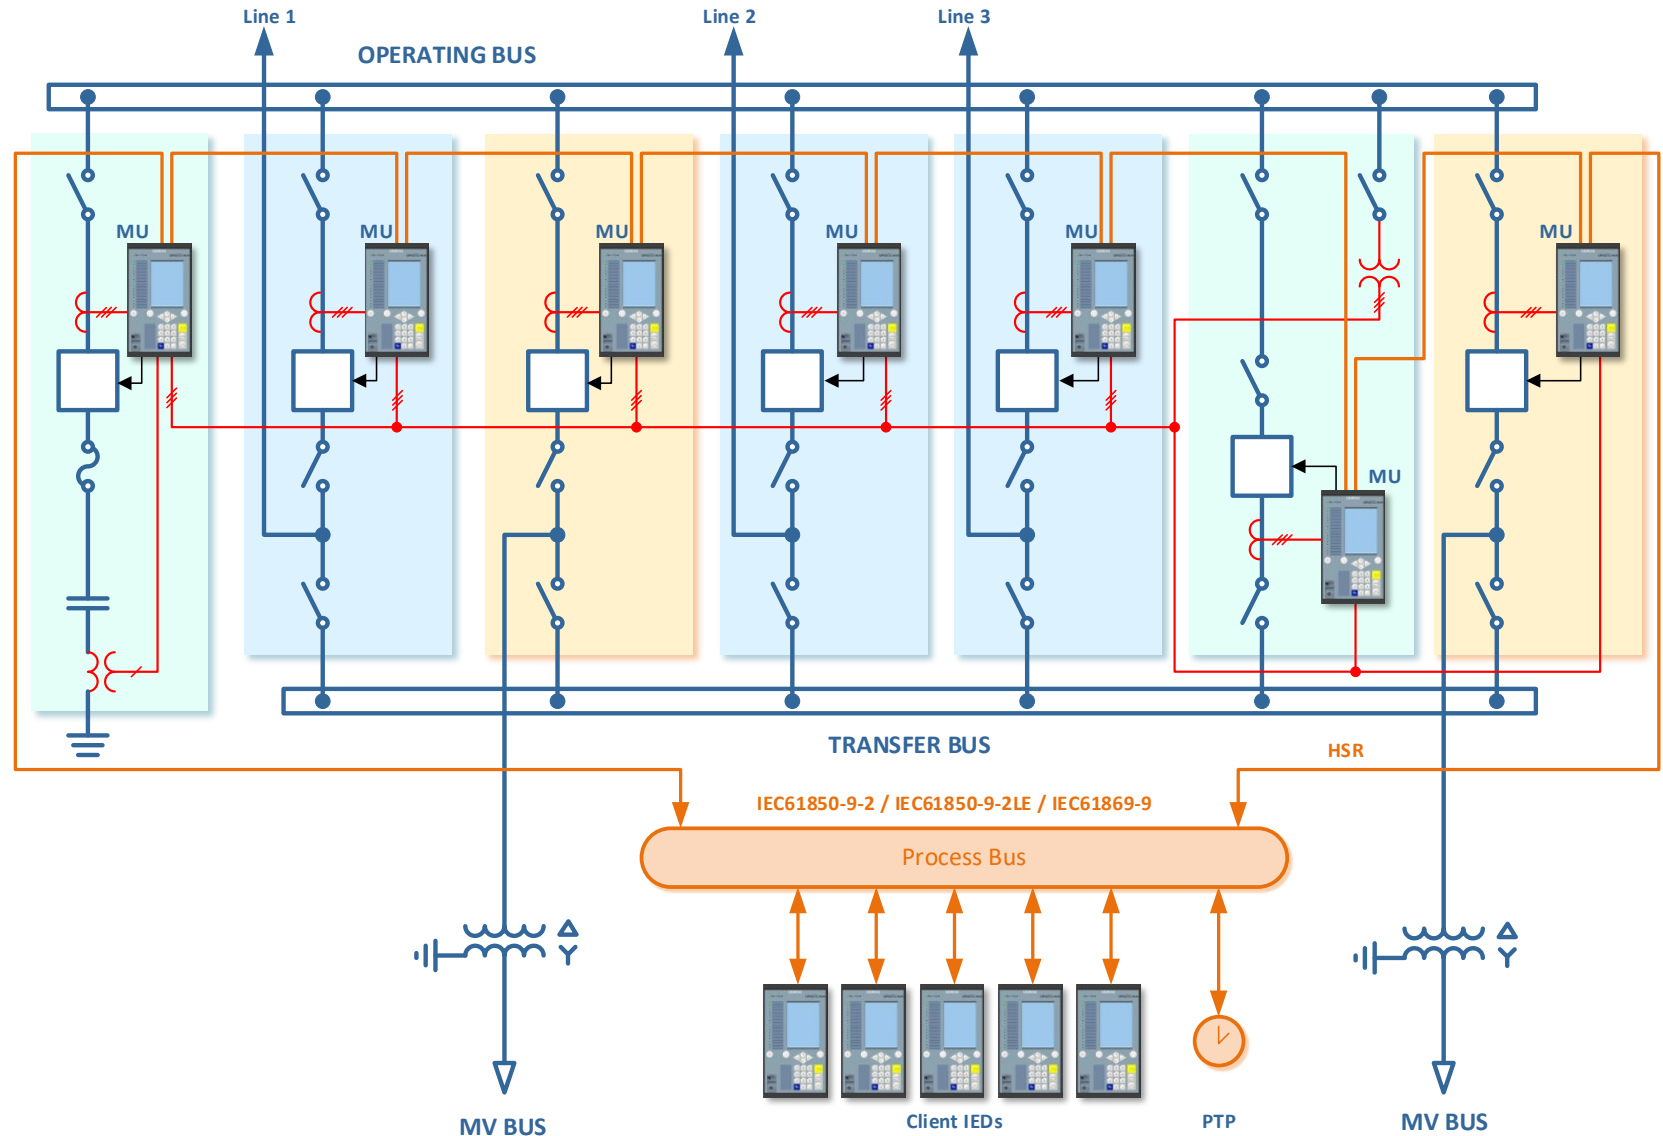 Line 1
Line 2
Line 3
OPERATING BUS
MU
MU
MU
MU
MU
MU
MU
TRANSFER BUS
HSR
IEC61850-9-2 / IEC61850-9-2LE / IEC61869-9
Process Bus
Client IEDs
PTP
MV BUS
MV BUS